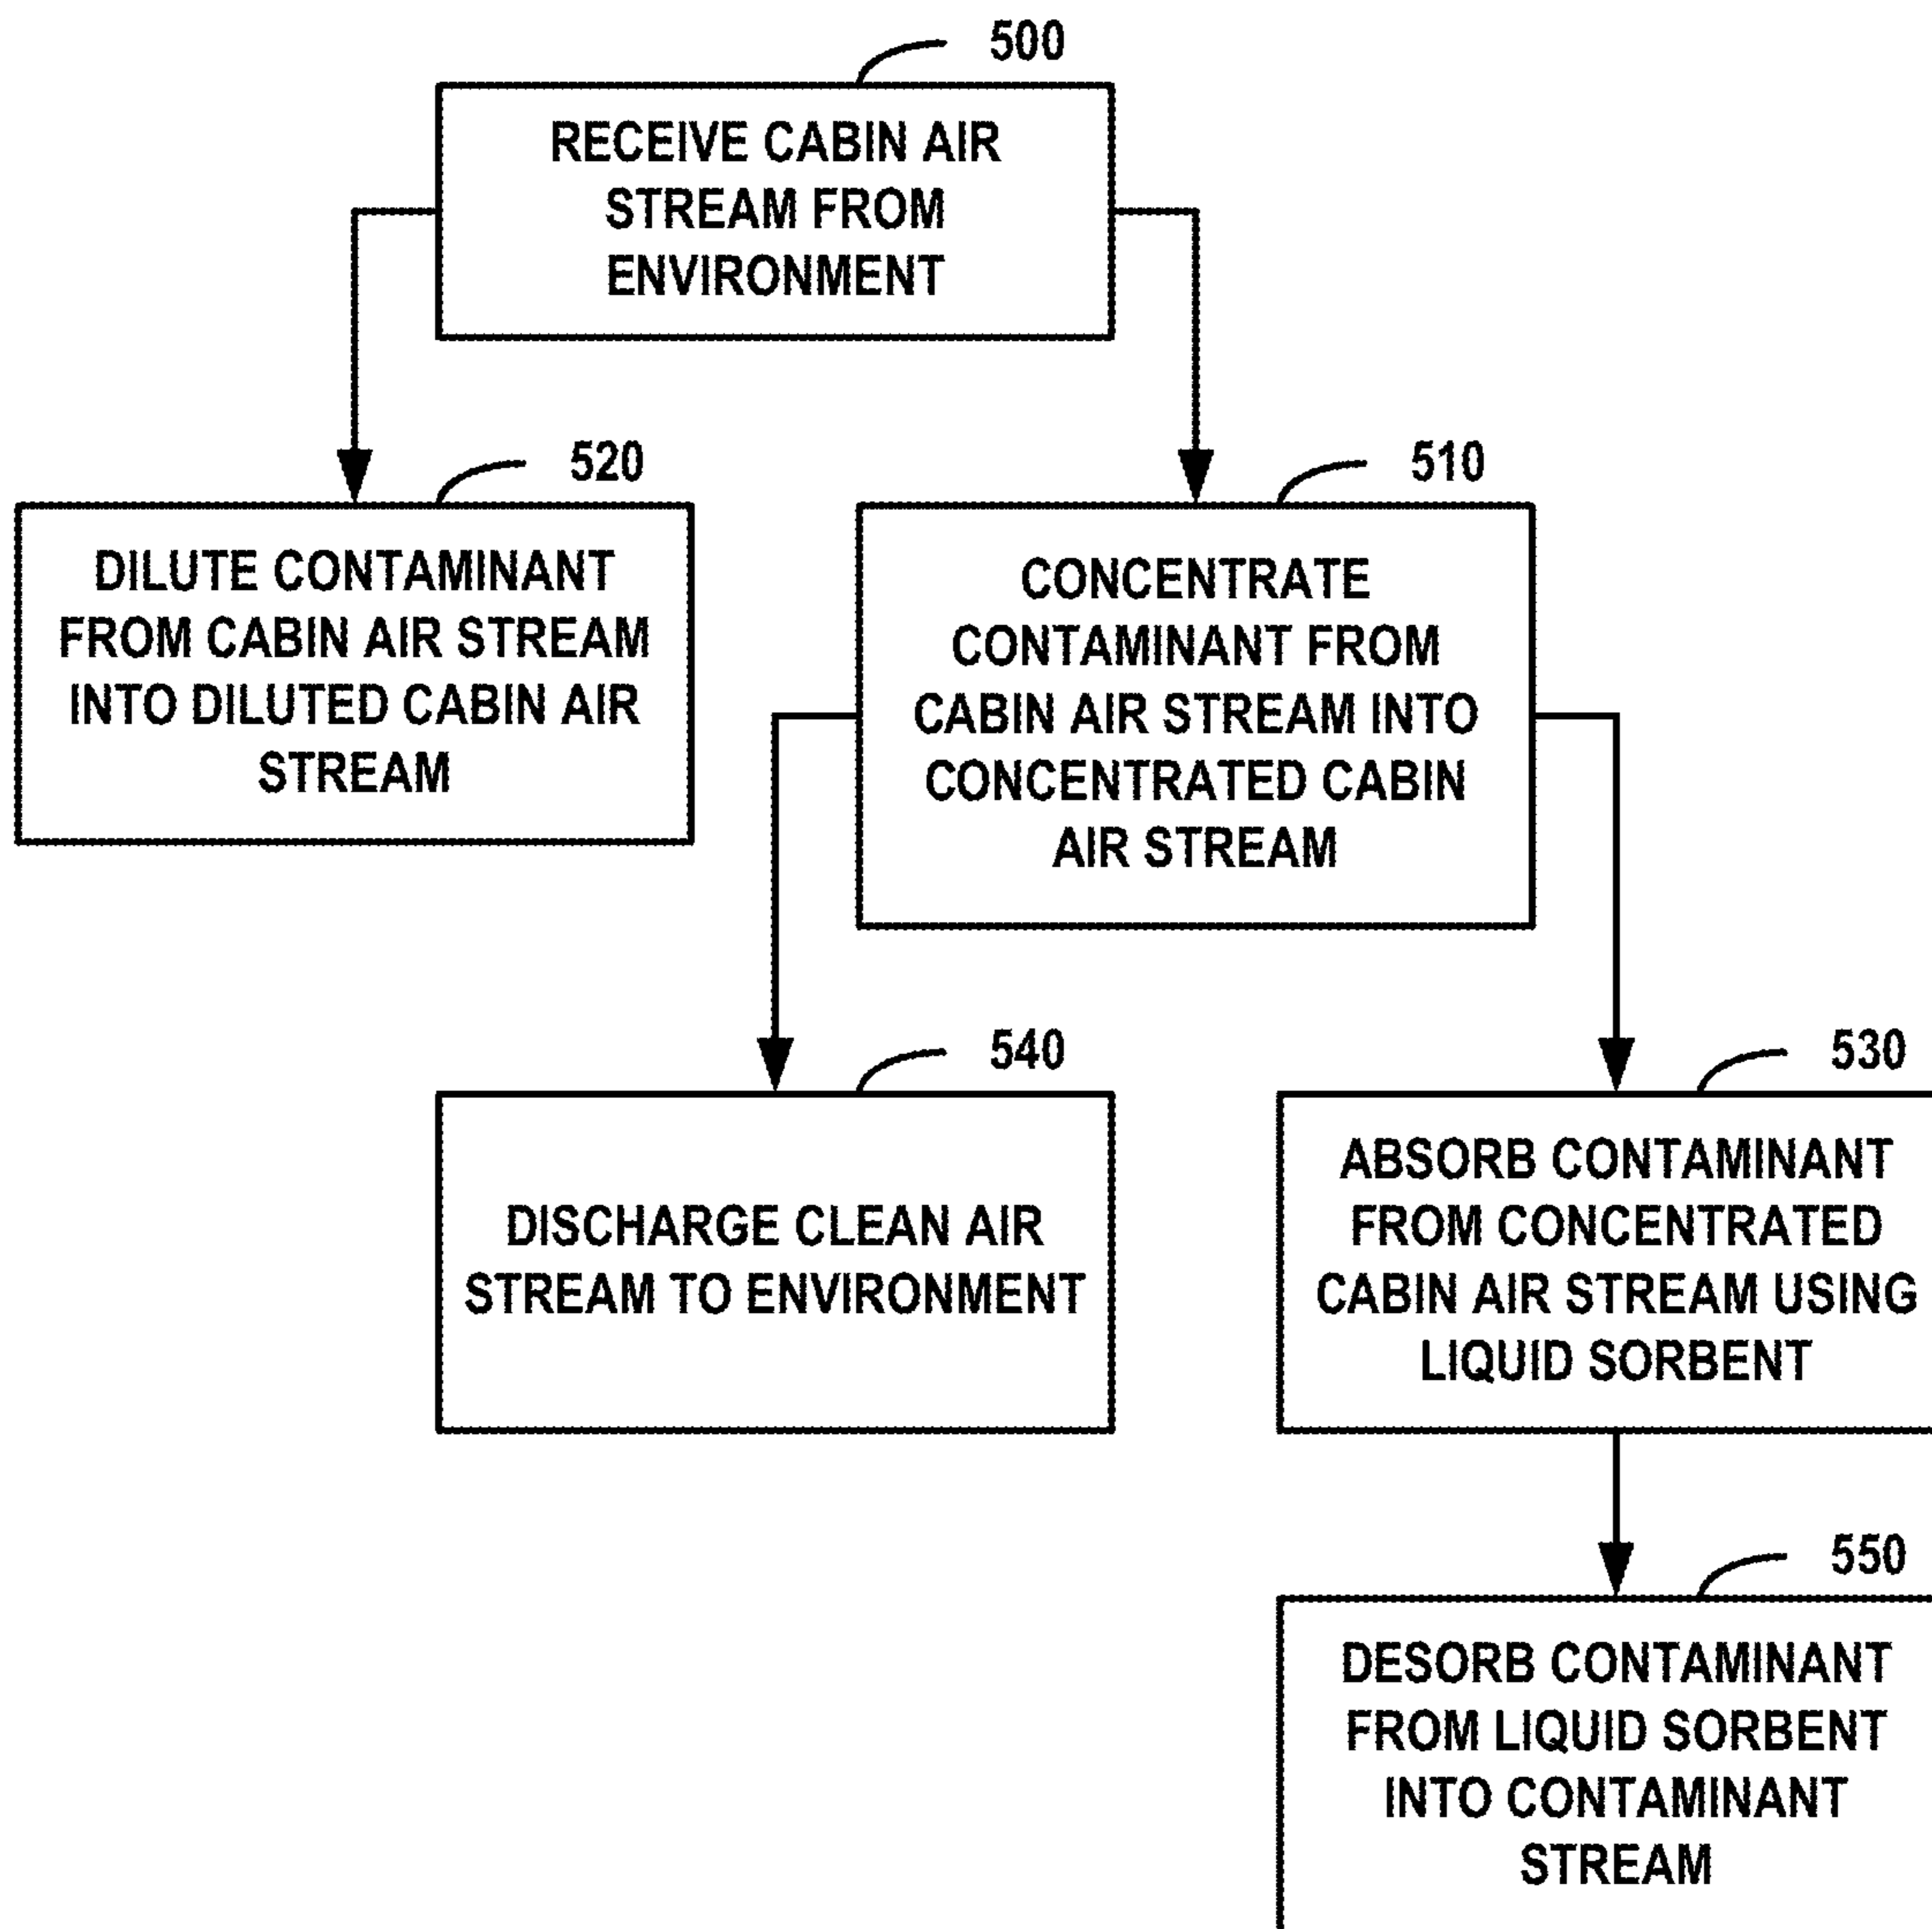 500
RECEIVE CABIN AIR
STREAM FROM
ENVIRONMENT
520
DILUTE CONTAMINANT
FROM CABIN AIR STREAM
INTO DILUTED CABIN AIR
STREAM
510
CONCENTRATE
CONTAMINANT FROM
CABIN AIR STREAM INTO
CONCENTRATED CABIN
AIR STREAM
540
DISCHARGE CLEAN AIR
STREAM TO ENVIRONMENT
530
ABSORB CONTAMINANT
FROM CONCENTRATED
CABIN AIR STREAM USING
LIQUID SORBENT
550
DESORB CONTAMINANT
FROM LIQUID SORBENT
INTO CONTAMINANT
STREAM